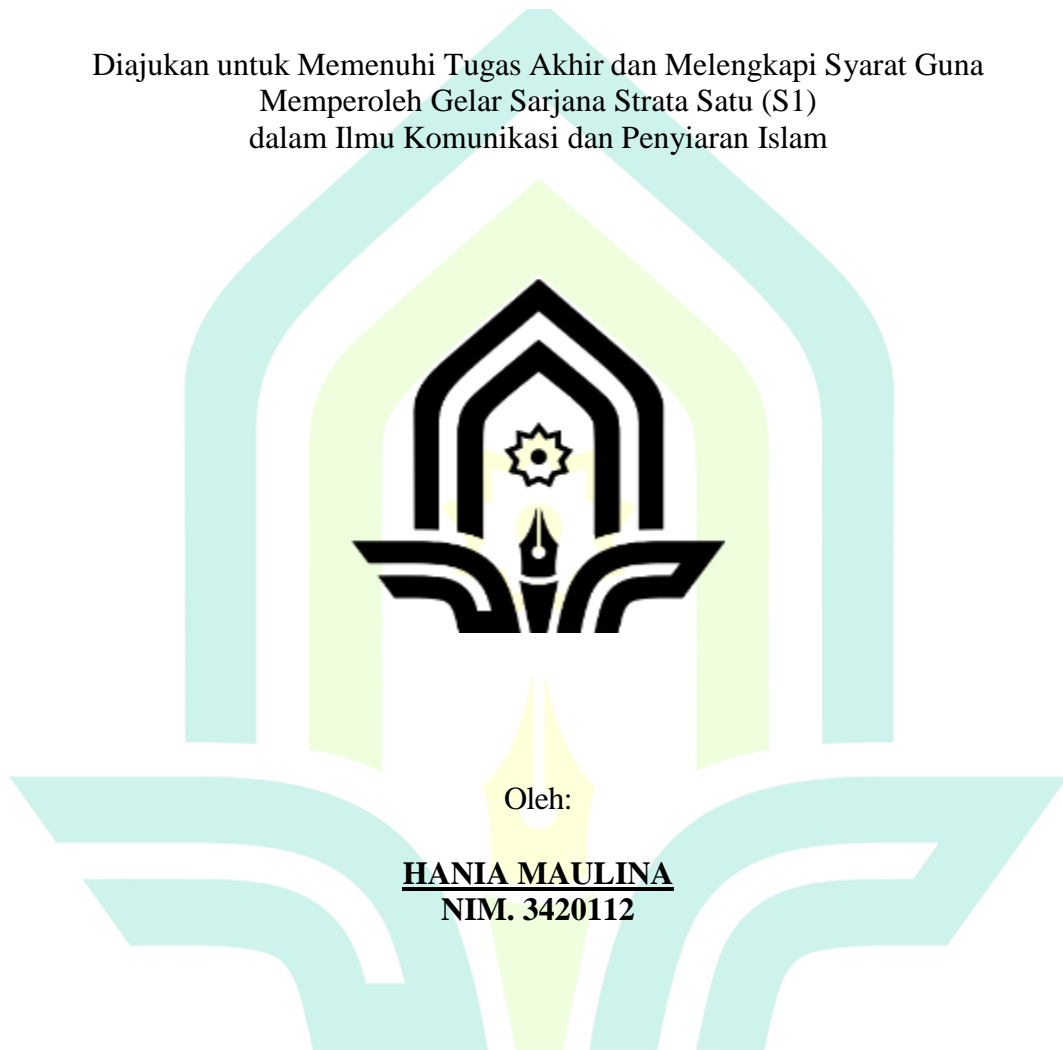 Diajukan untuk Memenuhi Tugas Akhir dan Melengkapi Syarat Guna
Memperoleh Gelar Sarjana Strata Satu (S1)
dalam Ilmu Komunikasi dan Penyiaran Islam
Oleh:
HANIA MAULINA
NIM. 3420112